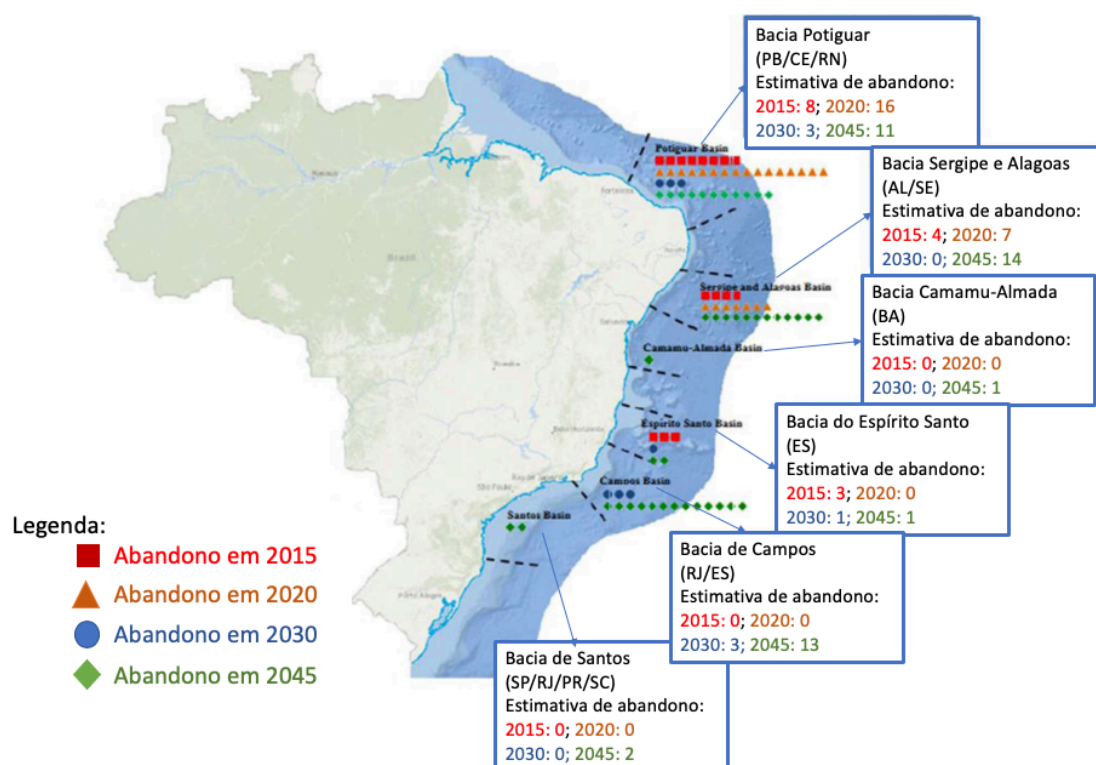 Bacia Potiguar
(PB/CE/RN)
Estimativa de abandono:
2015: 8; 2020: 16
2030: 3; 2045: 11
Bacia Sergipe e Alagoas
(AL/SE)
Estimativa de abandono:
2015: 4; 2020: 7
2030: 0; 2045: 14
Bacia Camamu-Almada
(BA)
Estimativa de abandono:
2015: 0; 2020: 0
2030: 0; 2045: 1
Bacia do Espírito Santo
(ES)
Estimativa de abandono:
2015: 3; 2020: 0
2030: 1; 2045: 1
Bacia de Campos
(RJ/ES)
Estimativa de abandono:
2015: 0; 2020: 0
2030: 3; 2045: 13
Bacia de Santos
(SP/RJ/PR/SC)
Estimativa de abandono:
2015: 0; 2020: 0
2030: 0; 2045: 2
Potiguar Basin
Sergipe and Alagoas Basin
Camamu-Almada Basin
Espírito Santo Basin
Campos Basin
Santos Basin
Fortaleza
Brasília
São Paulo
Porto Alegre
Legenda:
Abandono em 2015
Abandono em 2020
Abandono em 2030
Abandono em 2045